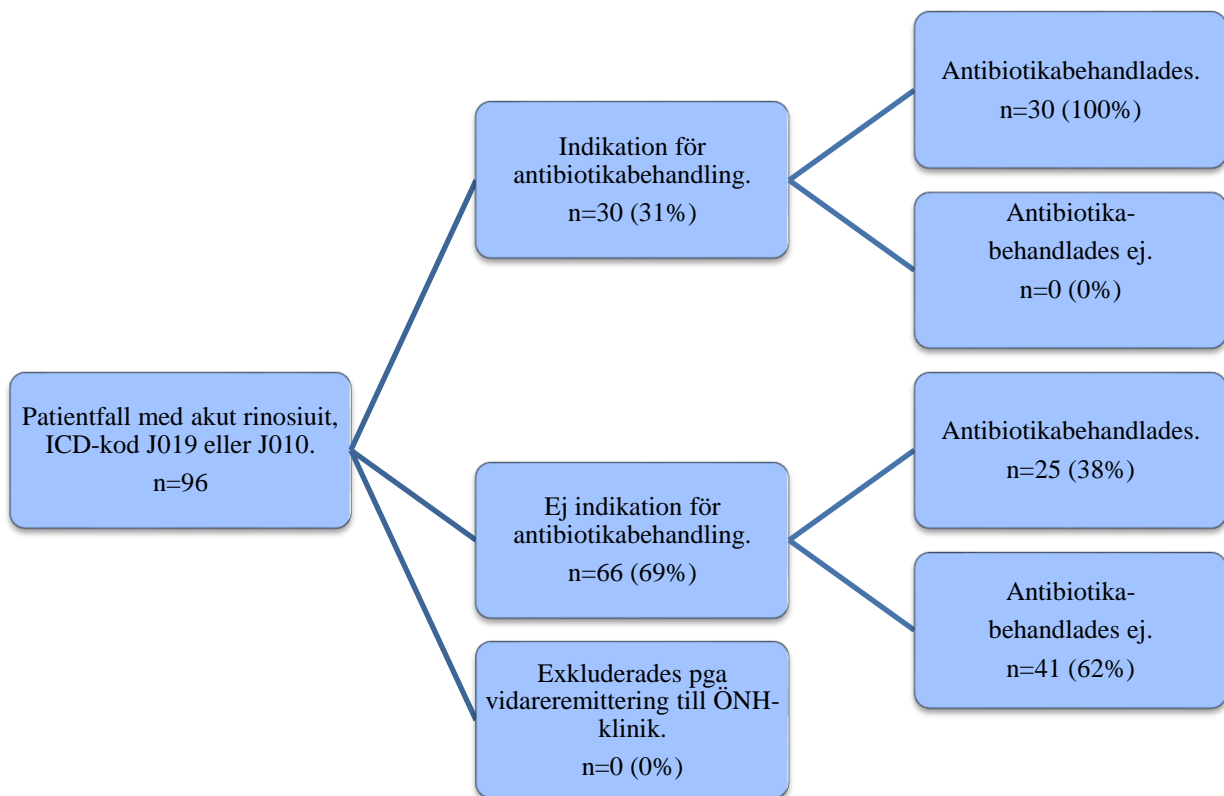 Patientfall med akut rinosiuit,
ICD-kod J019 eller J010.
n=96
Indikation för
antibiotikabehandling.
n=30 (31%)
Antibiotikabehandlades.
n=30 (100%)
Antibiotika-
behandlades ej.
n=0 (0%)
Ej indikation för
antibiotikabehandling.
n=66 (69%)
Antibiotikabehandlades.
n=25 (38%)
Antibiotika-
behandlades ej.
n=41 (62%)
Exkluderades pga
vidareremittering till ÖNH-
klinik.
n=0 (0%)